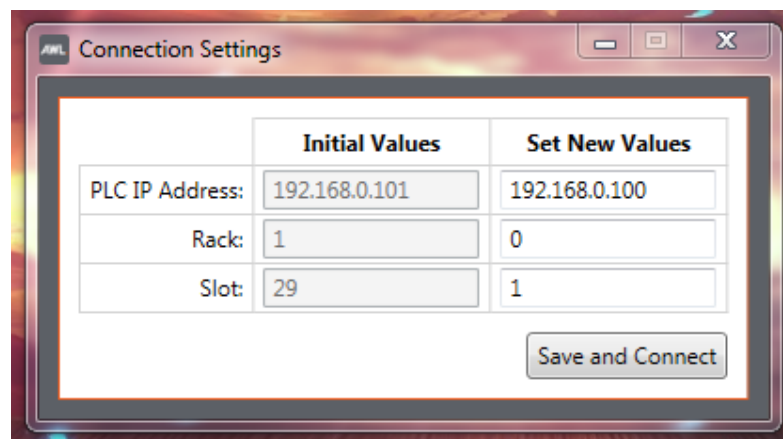 AWL Connection Settings
Initial Values Set New Values
PLC IP Address: 192.168.0.101 192.168.0.100
Rack: 1 0
Slot: 29 1
Save and Connect